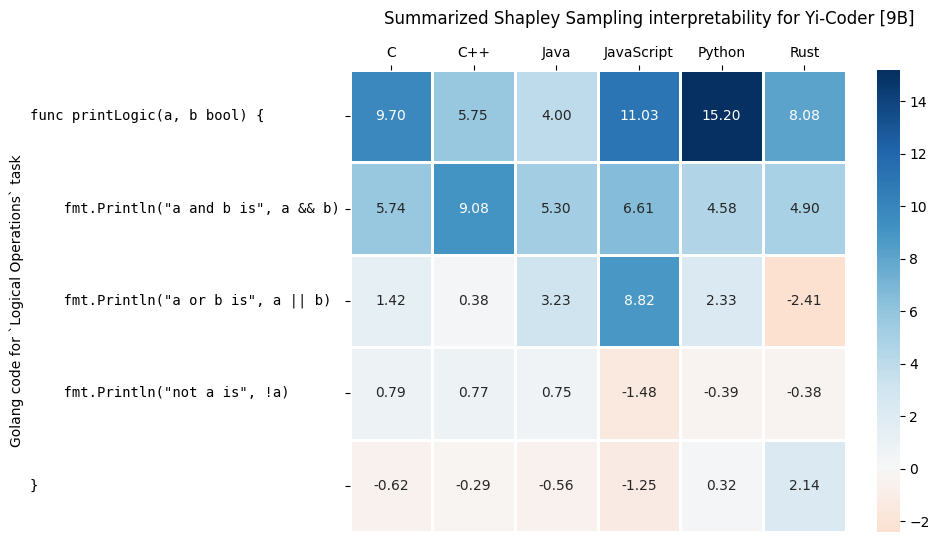 Summarized Shapley Sampling interpretability for Yi-Coder [9B]
C C++ Java JavaScript Python Rust
func printLogic(a, b bool) { 9.70 5.75 4.00 11.03 15.20 8.08
fmt.Println("a and b is", a && b) 5.74 9.08 5.30 6.61 4.58 4.90
fmt.Println("a or b is", a || b) 1.42 0.38 3.23 8.82 2.33 -2.41
fmt.Println("not a is", !a) 0.79 0.77 0.75 -1.48 -0.39 -0.38
} -0.62 -0.29 -0.56 -1.25 0.32 2.14
Golang code for `Logical Operations` task
14
12
10
8
6
4
2
0
−2